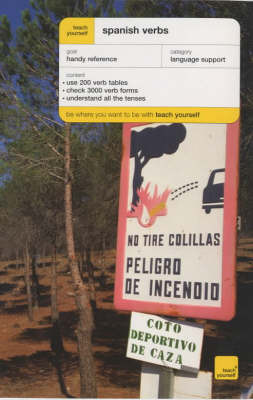 teach
yourself
spanish verbs
goal
handy reference
category
language support
content
• use 200 verb tables
• check 3000 verb forms
• understand all the tenses
be where you want to be with teach yourself
NO TIRE COLILLAS
PELIGRO
DE INCENDIO
COTO
DEPORTIVO
DE CAZA
teach
yourself